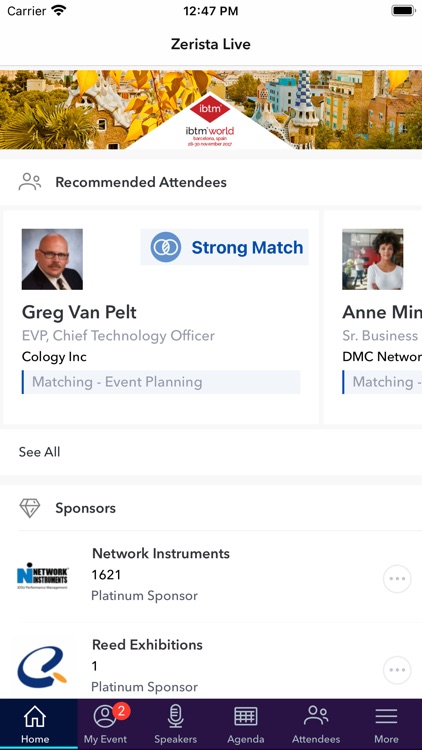 Carrier
12:47 PM
Zerista Live
ibtm
ibtm world
barcelona, spain
28-30 november 2017
Recommended Attendees
Strong Match
Greg Van Pelt
EVP, Chief Technology Officer
Cology Inc
Matching - Event Planning
Anne Min
Sr. Business
DMC Networ
Matching -
See All
Sponsors
NETWORK
INSTRUMENTS
Network Instruments
1621
Platinum Sponsor
Reed Exhibitions
1
Platinum Sponsor
2
Home
My Event
Speakers
Agenda
Attendees
More